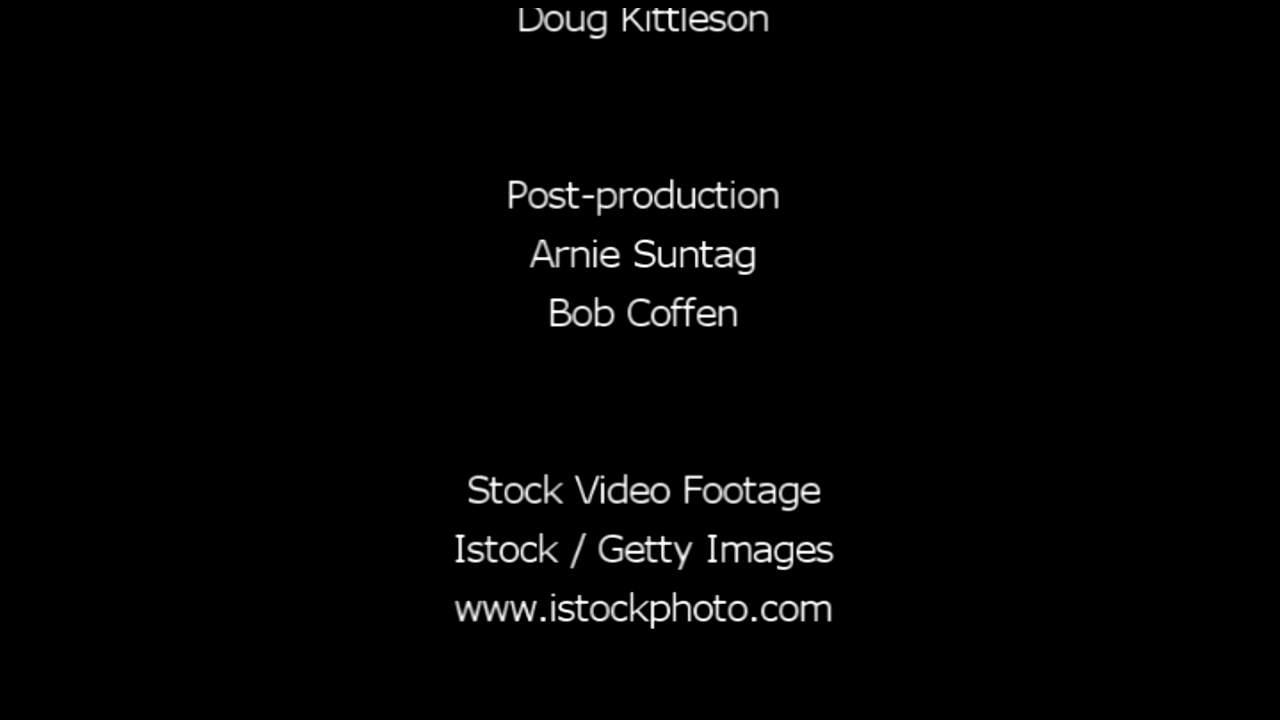 Doug Kittleson
Post-production
Arnie Suntag
Bob Coffen
Stock Video Footage
Istock / Getty Images
www.istockphoto.com